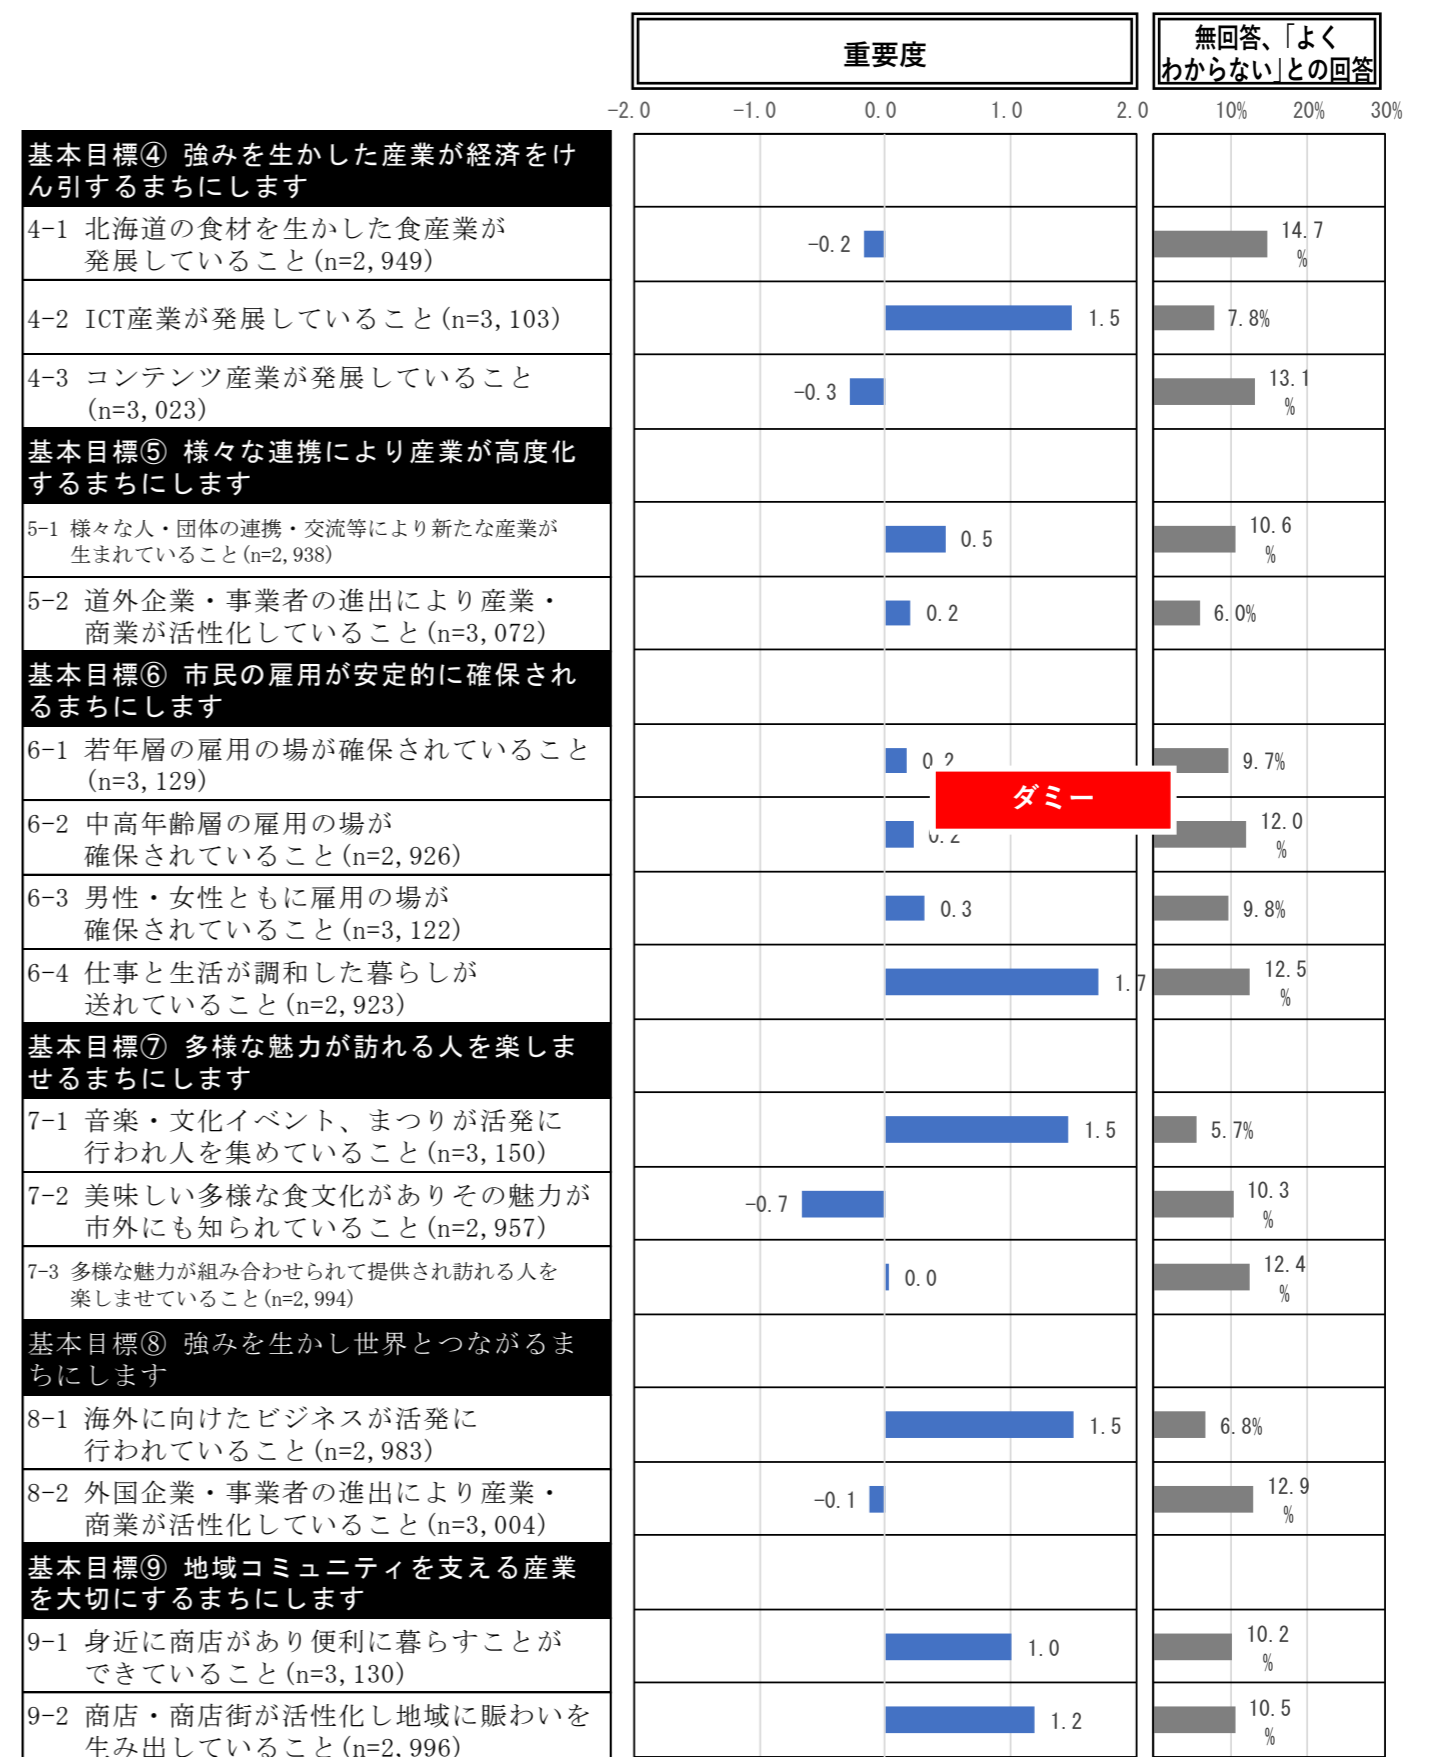 重要度
無回答、「よく
わからない」との回答
-2.0 -1.0 0.0 1.0 2.0 10% 20% 30%
基本目標④ 強みを生かした産業が経済をけ
ん引するまちにします
4-1 北海道の食材を生かした食産業が
発展していること(n=2,949)
-0.2
14.7
%
4-2 ICT産業が発展していること(n=3,103)
1.5
7.8%
4-3 コンテンツ産業が発展していること
(n=3,023)
-0.3
13.1
%
基本目標⑤ 様々な連携により産業が高度化
するまちにします
5-1 様々な人・団体の連携・交流等により新たな産業が
生まれていること(n=2,938)
0.5
10.6
%
5-2 道外企業・事業者の進出により産業・
商業が活性化していること(n=3,072)
0.2
6.0%
基本目標⑥ 市民の雇用が安定的に確保され
るまちにします
6-1 若年層の雇用の場が確保されていること
(n=3,129)
0.2
9.7%
ダミー
6-2 中高年齢層の雇用の場が
確保されていること(n=2,926)
0.2
12.0
%
6-3 男性・女性ともに雇用の場が
確保されていること(n=3,122)
0.3
9.8%
6-4 仕事と生活が調和した暮らしが
送れていること(n=2,923)
1.7
12.5
%
基本目標⑦ 多様な魅力が訪れる人を楽しま
せるまちにします
7-1 音楽・文化イベント、まつりが活発に
行われ人を集めていること(n=3,150)
1.5
5.7%
7-2 美味しい多様な食文化がありその魅力が
市外にも知られていること(n=2,957)
-0.7
10.3
%
7-3 多様な魅力が組み合わせられて提供され訪れる人を
楽しませていること(n=2,994)
0.0
12.4
%
基本目標⑧ 強みを生かし世界とつながるま
ちにします
8-1 海外に向けたビジネスが活発に
行われていること(n=2,983)
1.5
6.8%
8-2 外国企業・事業者の進出により産業・
商業が活性化していること(n=3,004)
-0.1
12.9
%
基本目標⑨ 地域コミュニティを支える産業
を大切にするまちにします
9-1 身近に商店があり便利に暮らすことが
できていること(n=3,130)
1.0
10.2
%
9-2 商店・商店街が活性化し地域に賑わいを
生み出していること(n=2,996)
1.2
10.5
%